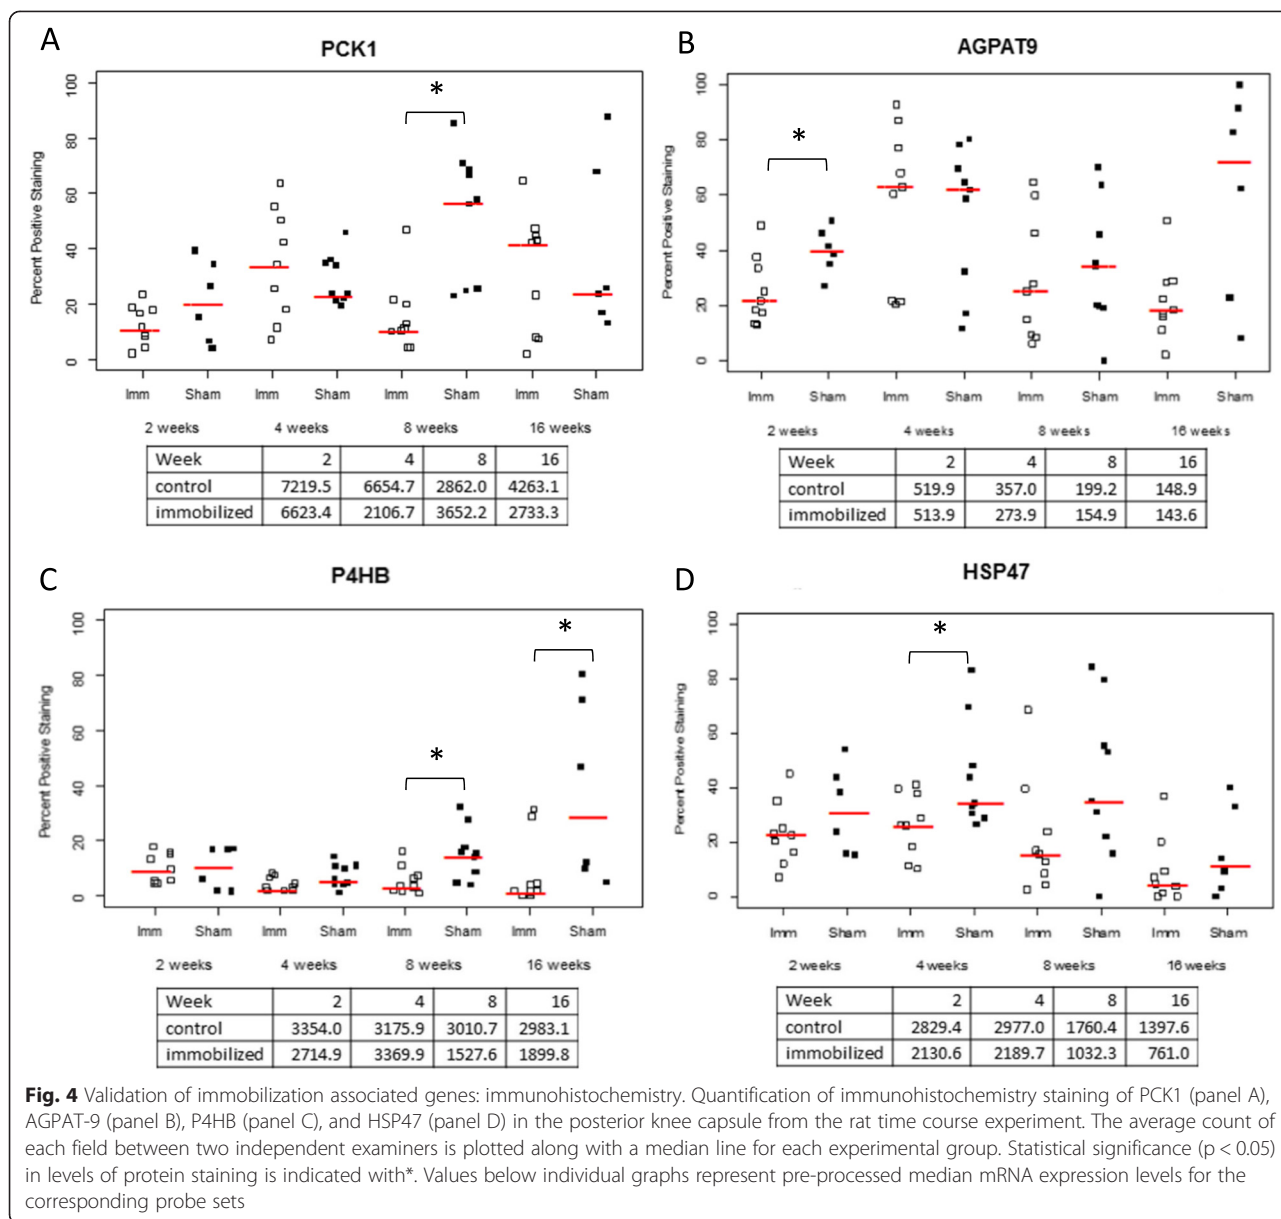 A
PCK1
*
Percent Positive Staining
0 20 40 60 80 100
Imm Sham Imm Sham Imm Sham Imm Sham
2 weeks 4 weeks 8 weeks 16 weeks
Week 2 4 8 16
control 7219.5 6654.7 2862.0 4263.1
immobilized 6623.4 2106.7 3652.2 2733.3
B
AGPAT9
*
Percent Positive Staining
0 20 40 60 80 100
Imm Sham Imm Sham Imm Sham Imm Sham
2 weeks 4 weeks 8 weeks 16 weeks
Week 2 4 8 16
control 519.9 357.0 199.2 148.9
immobilized 513.9 273.9 154.9 143.6
C
P4HB
* *
Percent Positive Staining
0 20 40 60 80 100
Imm Sham Imm Sham Imm Sham Imm Sham
2 weeks 4 weeks 8 weeks 16 weeks
Week 2 4 8 16
control 3354.0 3175.9 3010.7 2983.1
immobilized 2714.9 3369.9 1527.6 1899.8
D
HSP47
*
Percent Positive Staining
0 20 40 60 80 100
Imm Sham Imm Sham Imm Sham Imm Sham
2 weeks 4 weeks 8 weeks 16 weeks
Week 2 4 8 16
control 2829.4 2977.0 1760.4 1397.6
immobilized 2130.6 2189.7 1032.3 761.0
Fig. 4 Validation of immobilization associated genes: immunohistochemistry. Quantification of immunohistochemistry staining of PCK1 (panel A),
AGPAT-9 (panel B), P4HB (panel C), and HSP47 (panel D) in the posterior knee capsule from the rat time course experiment. The average count of
each field between two independent examiners is plotted along with a median line for each experimental group. Statistical significance (p < 0.05)
in levels of protein staining is indicated with*. Values below individual graphs represent pre-processed median mRNA expression levels for the
corresponding probe sets